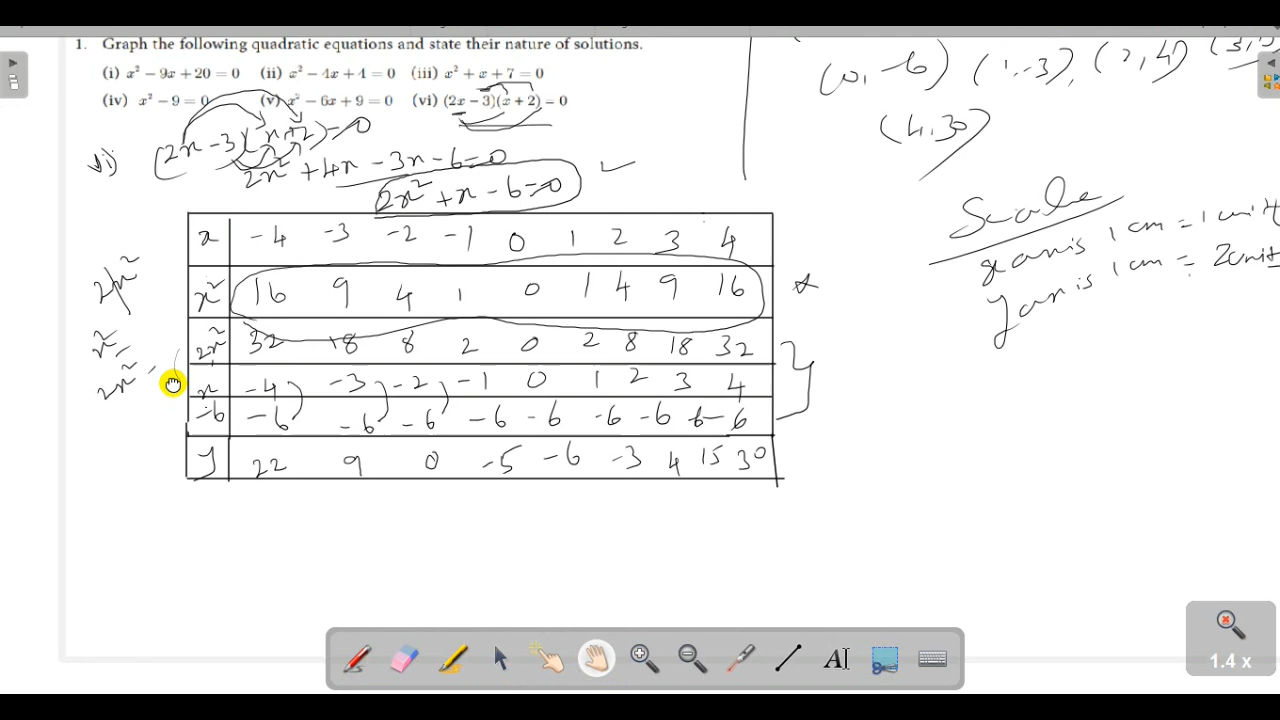 1. Graph the following quadratic equations and state their nature of solutions.
(i) x² − 9x + 20 = 0 (ii) x² − 4x + 4 = 0 (iii) x² + x + 7 = 0
(iv) x² − 9 = 0 (v) x² − 6x + 9 = 0 (vi) (2x − 3)(x + 2) = 0
vi) (2x − 3)(x + 2) = 0
2x² + 4x − 3x − 6 = 0
2x² + x − 6 = 0
x -4 -3 -2 -1 0 1 2 3 4
x² 16 9 4 1 0 1 4 9 16
2x² 32 18 8 2 0 2 8 18 32
x -4 -3 -2 -1 0 1 2 3 4
-6 -6 -6 -6 -6 -6 -6 -6 -6 -6
y 22 9 0 -5 -6 -3 4 15 30
2x²
x²
2x²
(0, -6) (1, -3), (2, 4)
(4, 30)
Scale
x axis 1 cm = 1 unit
y axis 1 cm = 2 unit
AI
1.4 x